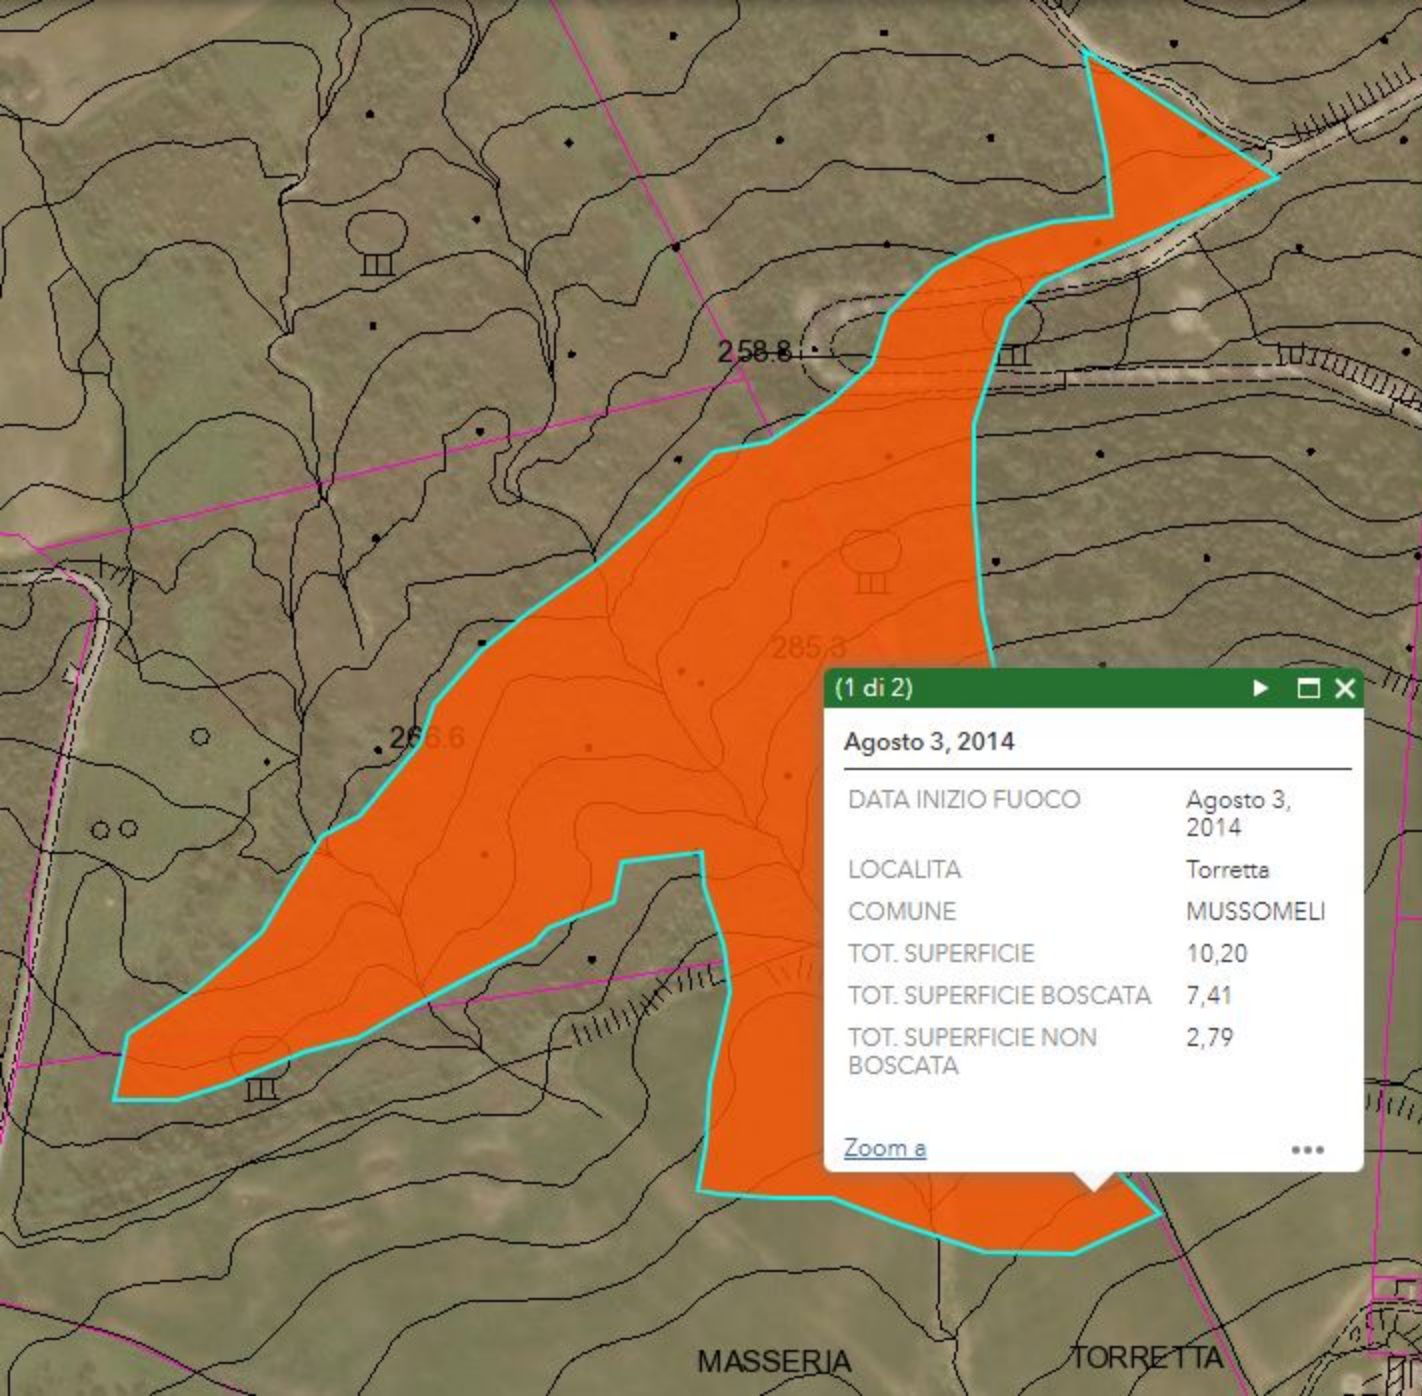 258.8
285.3
266.6
(1 di 2)
Agosto 3, 2014
DATA INIZIO FUOCO Agosto 3,
2014
LOCALITA Torretta
COMUNE MUSSOMELI
TOT. SUPERFICIE 10,20
TOT. SUPERFICIE BOSCATA 7,41
TOT. SUPERFICIE NON 2,79
BOSCATA
Zoom a
MASSERIA TORRETTA